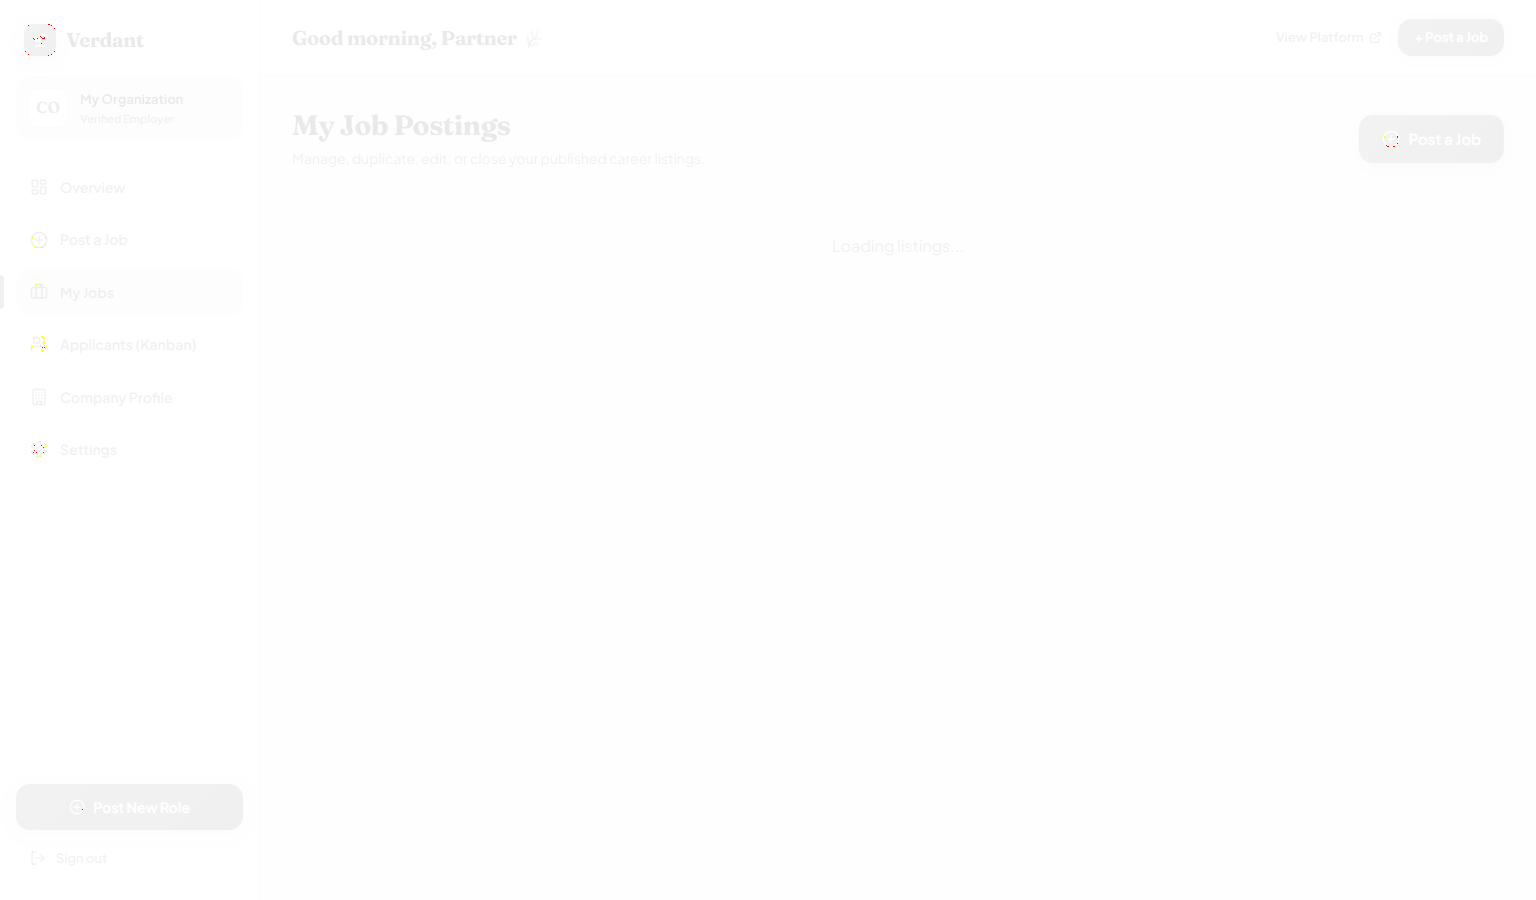 Verdant
CO
My Organization
Verified Employer
Overview
Post a Job
My Jobs
Applicants (Kanban)
Company Profile
Settings
Post New Role
Sign out
Good morning, Partner
View Platform
+ Post a Job
My Job Postings
Manage, duplicate, edit, or close your published career listings.
Post a Job
Loading listings...